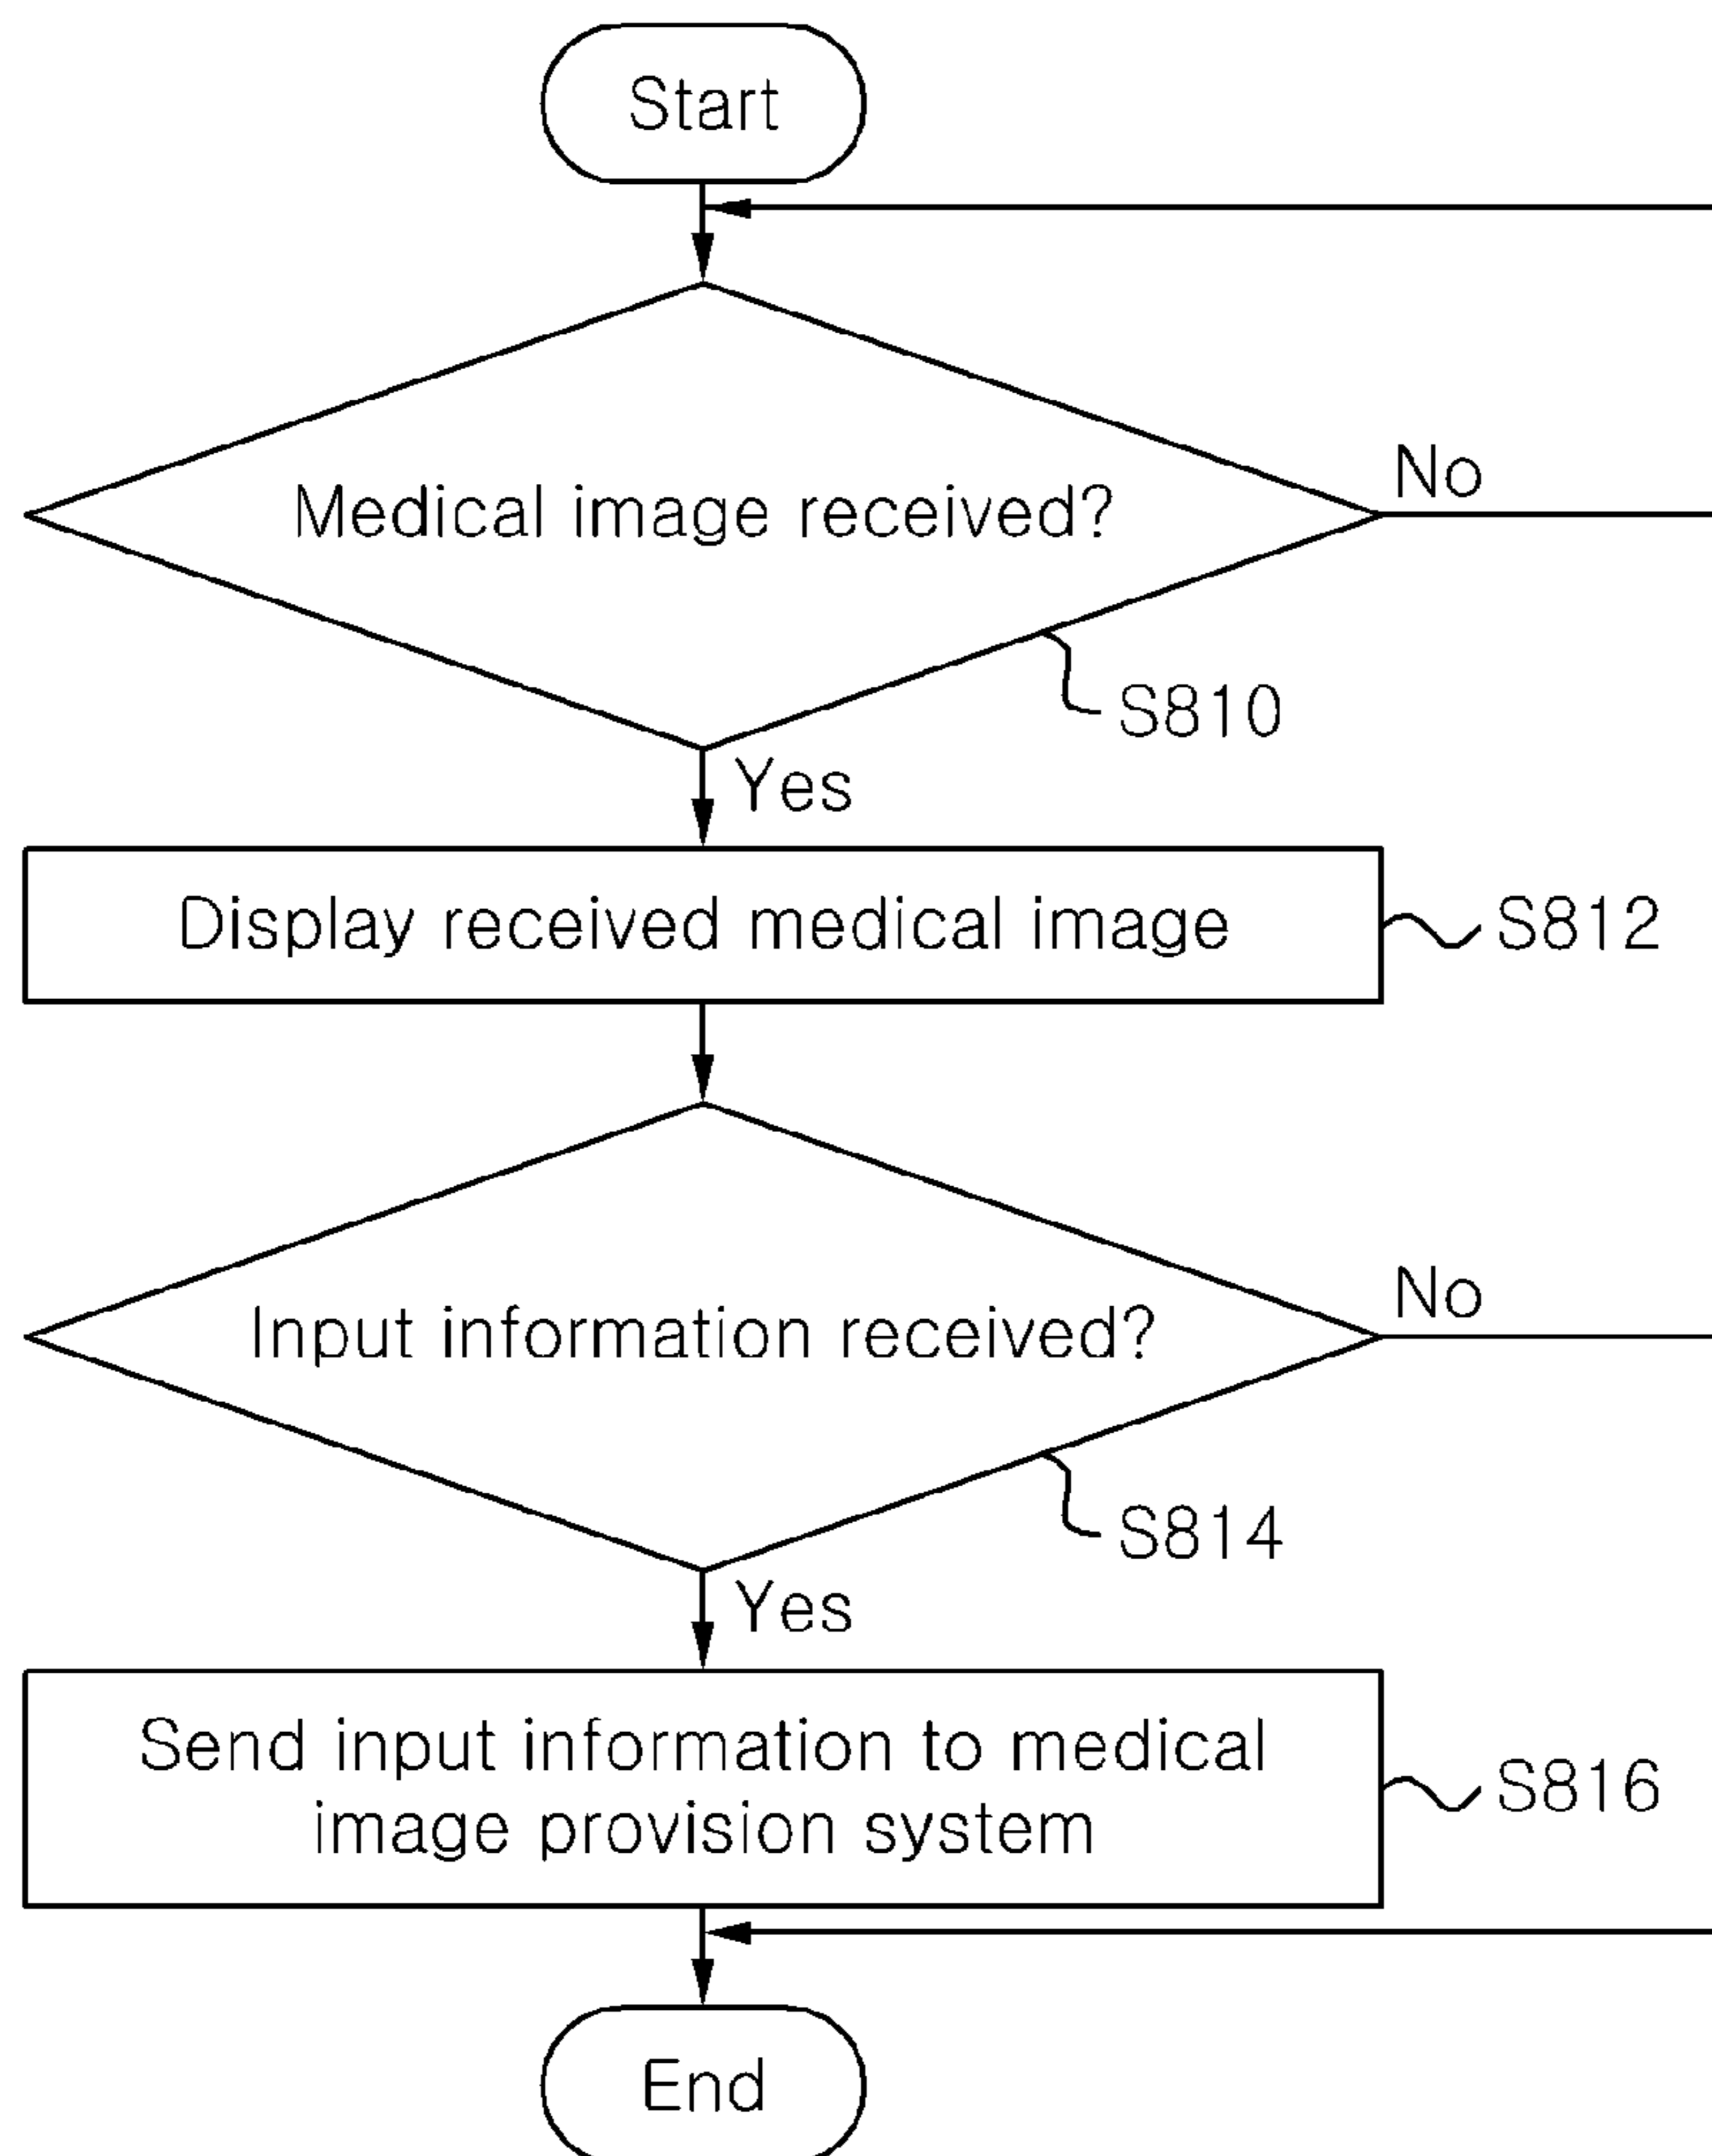 Start
Medical image received?
No
S810
Yes
Display received medical image
S812
Input information received?
No
S814
Yes
Send input information to medical
image provision system
S816
End